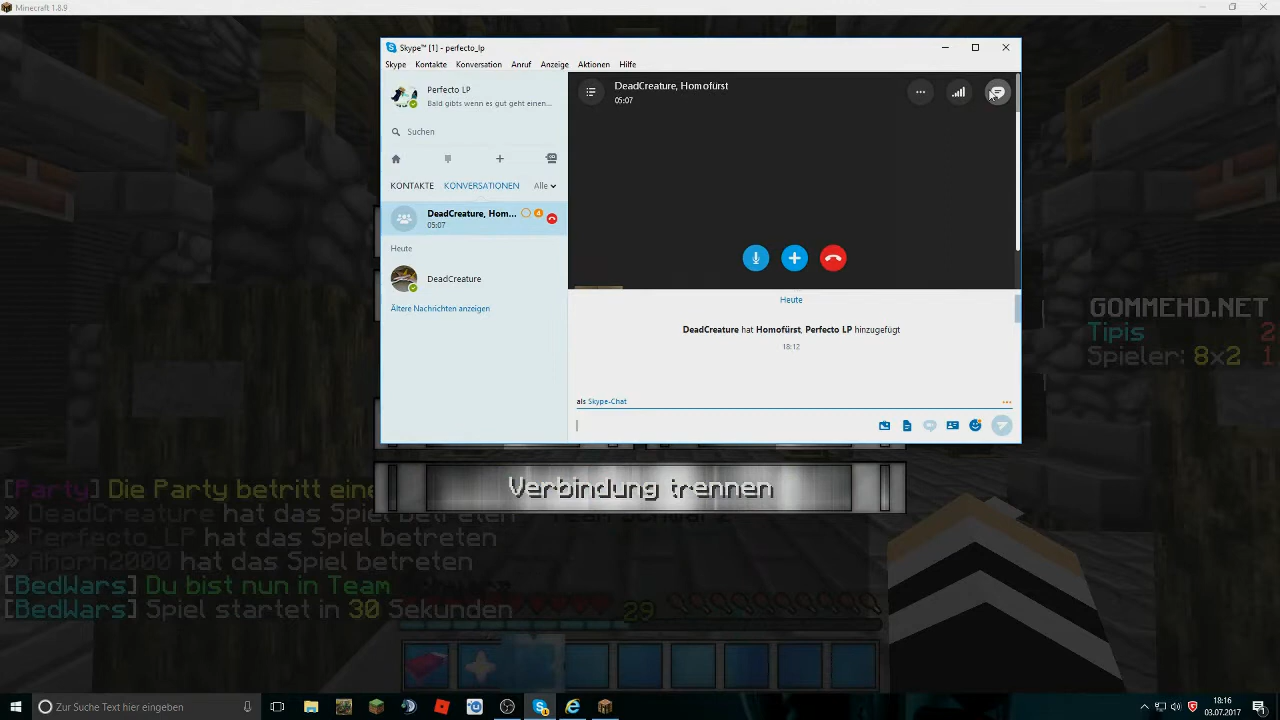 Minecraft 1.8.9
Skype™ [1] - perfecto_lp
Skype Kontakte Konversation Anruf Anzeige Aktionen Hilfe
Perfecto LP
Bald gibts wenn es gut geht einen...
Suchen
KONTAKTE KONVERSATIONEN Alle
DeadCreature, Hom... 4
05:07
Heute
DeadCreature
Ältere Nachrichten anzeigen
DeadCreature, Homofürst
05:07
Heute
DeadCreature hat Homofürst, Perfecto LP hinzugefügt
18:12
als Skype-Chat
GOMMEHD.NET
Tipis 2
Spieler: 8x2 1
Verbindung trennen
[Party] Die Party betritt eine
» DeadCreature hat das Spiel betreten
» Perfecto_LP hat das Spiel betreten
» Ahorn2000 hat das Spiel betreten
[BedWars] Du bist nun in Team
[BedWars] Spiel startet in 30 Sekunden
29
Zur Suche Text hier eingeben
18:16
03.07.2017